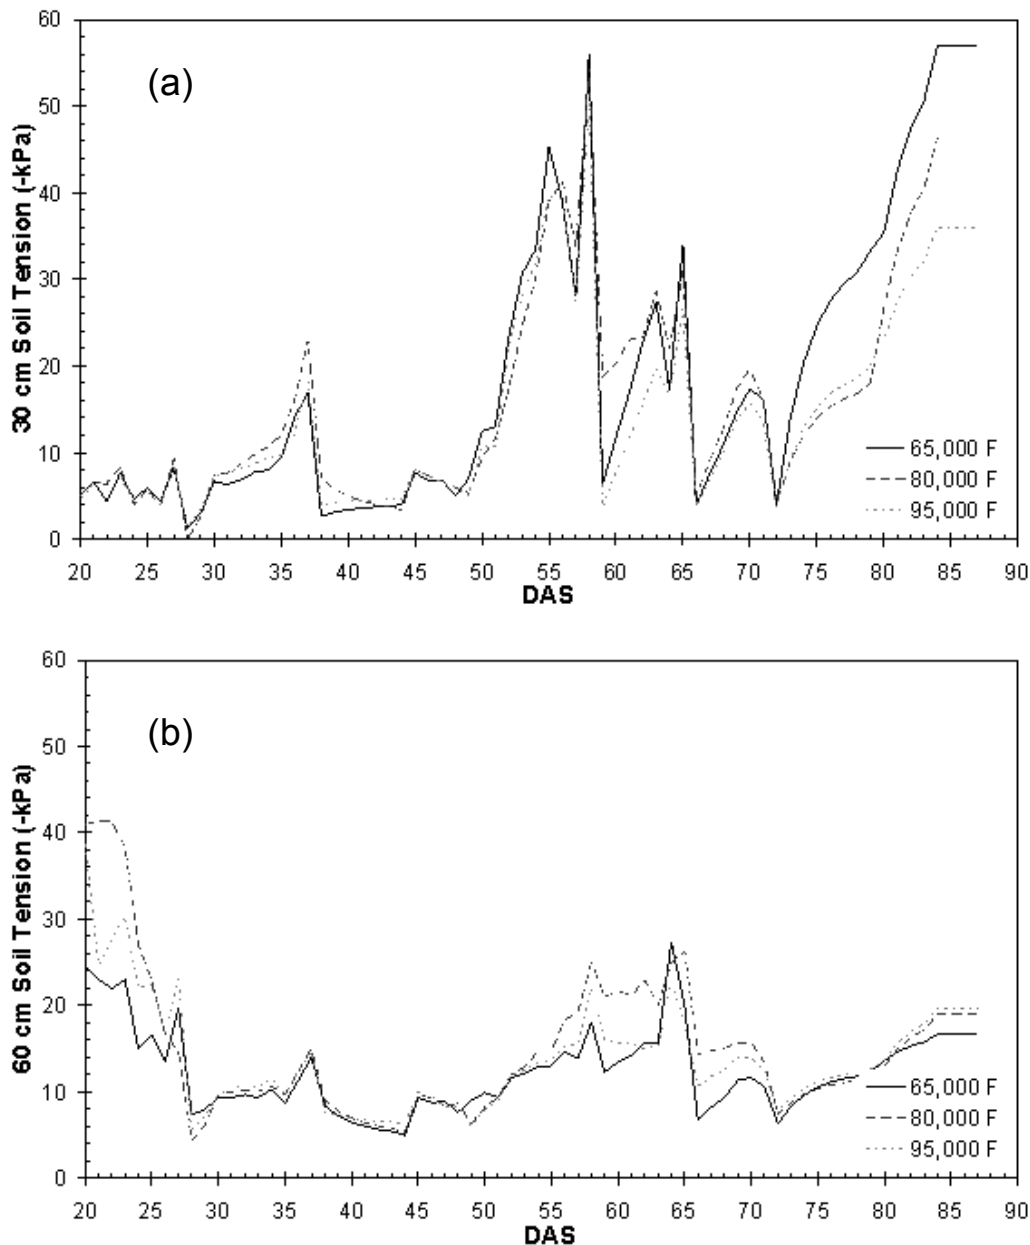 60
(a)
50
40
30
20
10
0
30 cm Soil Tension (-kPa)
65,000 F
80,000 F
95,000 F
20 25 30 35 40 45 50 55 60 65 70 75 80 85 90
DAS
60
(b)
50
40
30
20
10
0
60 cm Soil Tension (-kPa)
65,000 F
80,000 F
95,000 F
20 25 30 35 40 45 50 55 60 65 70 75 80 85 90
DAS